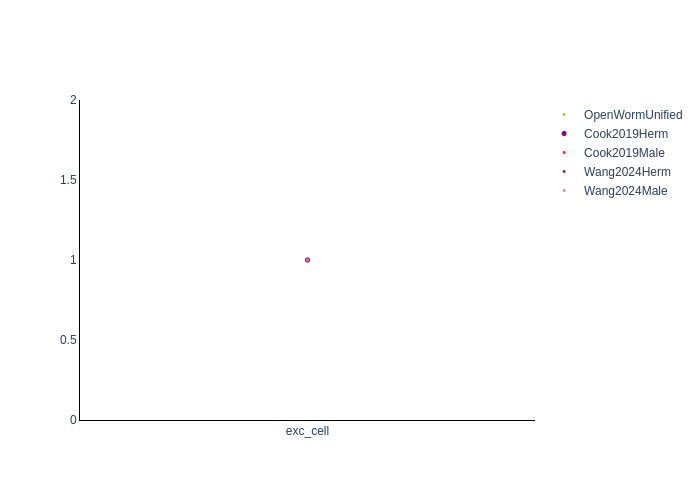 2
1.5
1
0.5
0
exc_cell
OpenWormUnified
Cook2019Herm
Cook2019Male
Wang2024Herm
Wang2024Male